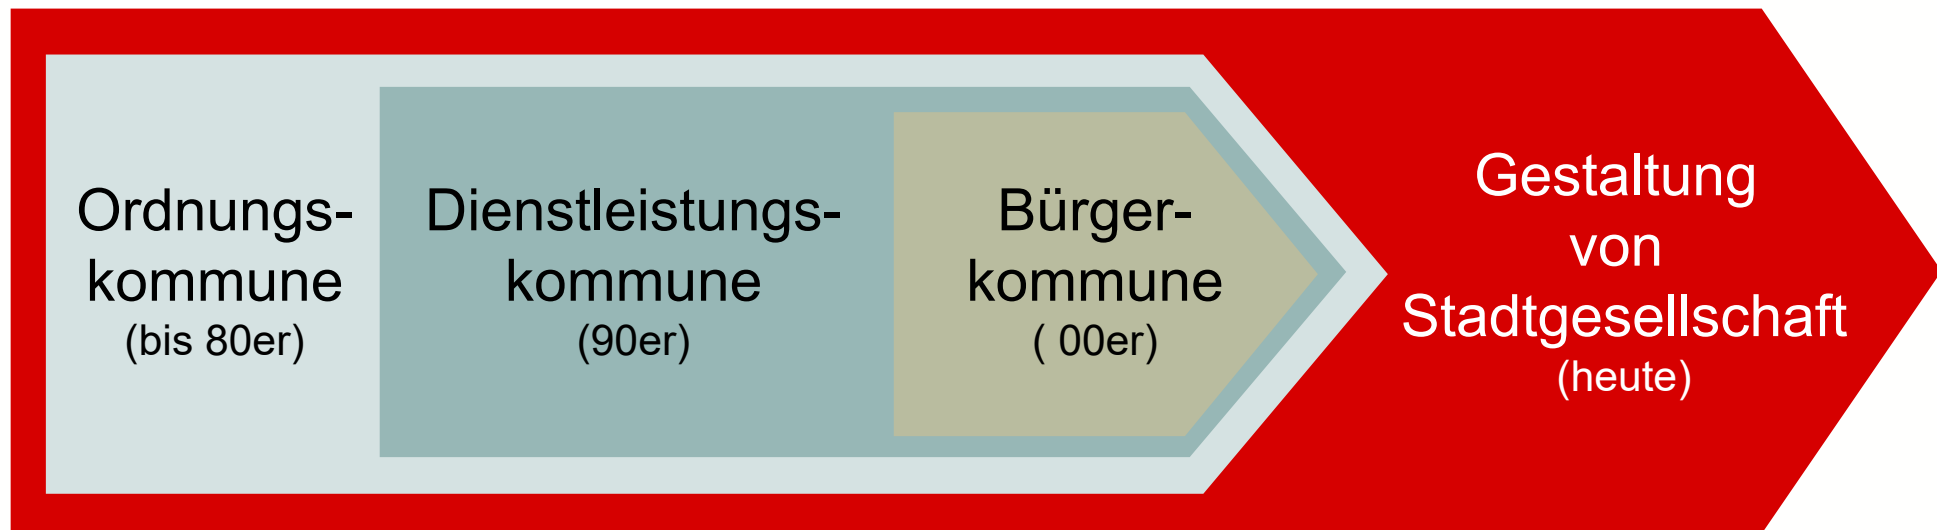 Ordnungs-
kommune
(bis 80er)
Dienstleistungs-
kommune
(90er)
Bürger-
kommune
( 00er)
Gestaltung
von
Stadtgesellschaft
(heute)